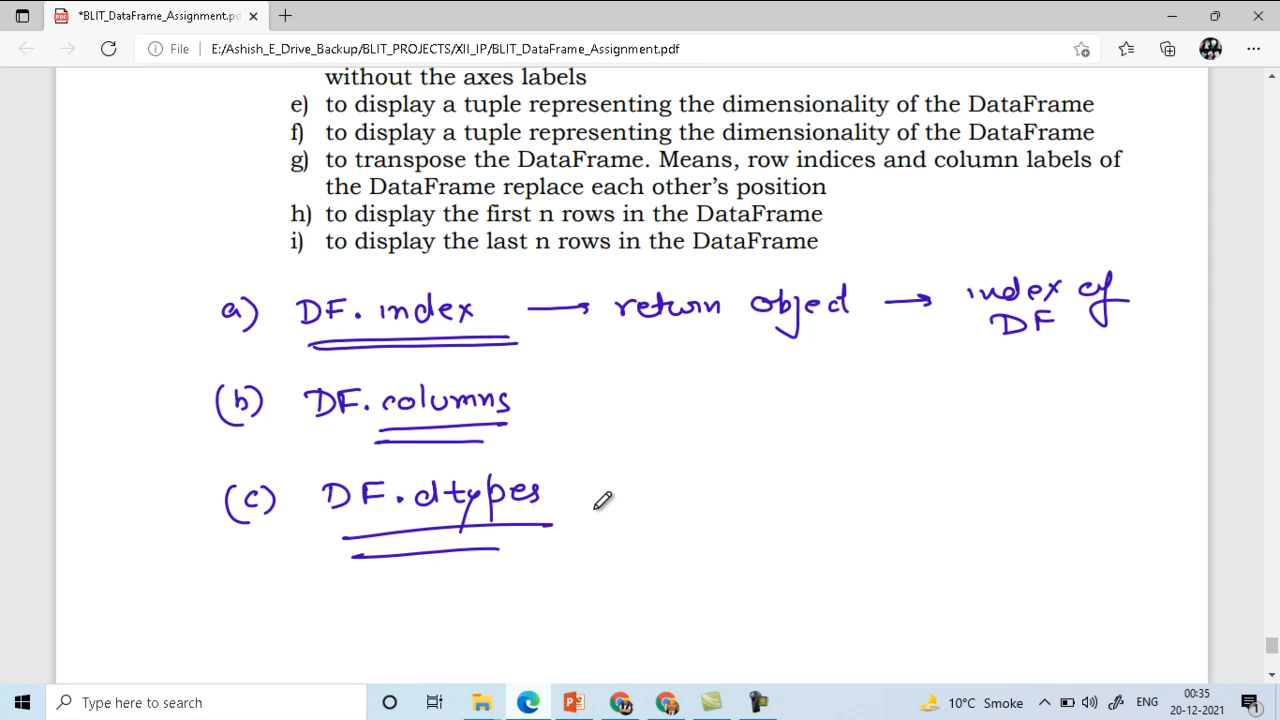 *BLIT_DataFrame_Assignment.pd
File E:/Ashish_E_Drive_Backup/BLIT_PROJECTS/XII_IP/BLIT_DataFrame_Assignment.pdf
without the axes labels
e) to display a tuple representing the dimensionality of the DataFrame
f) to display a tuple representing the dimensionality of the DataFrame
g) to transpose the DataFrame. Means, row indices and column labels of
the DataFrame replace each other's position
h) to display the first n rows in the DataFrame
i) to display the last n rows in the DataFrame
a) DF. index → return object → index of
DF
(b) DF. columns
(c) DF. dtypes
Type here to search
10°C Smoke
ENG
00:35
20-12-2021
1